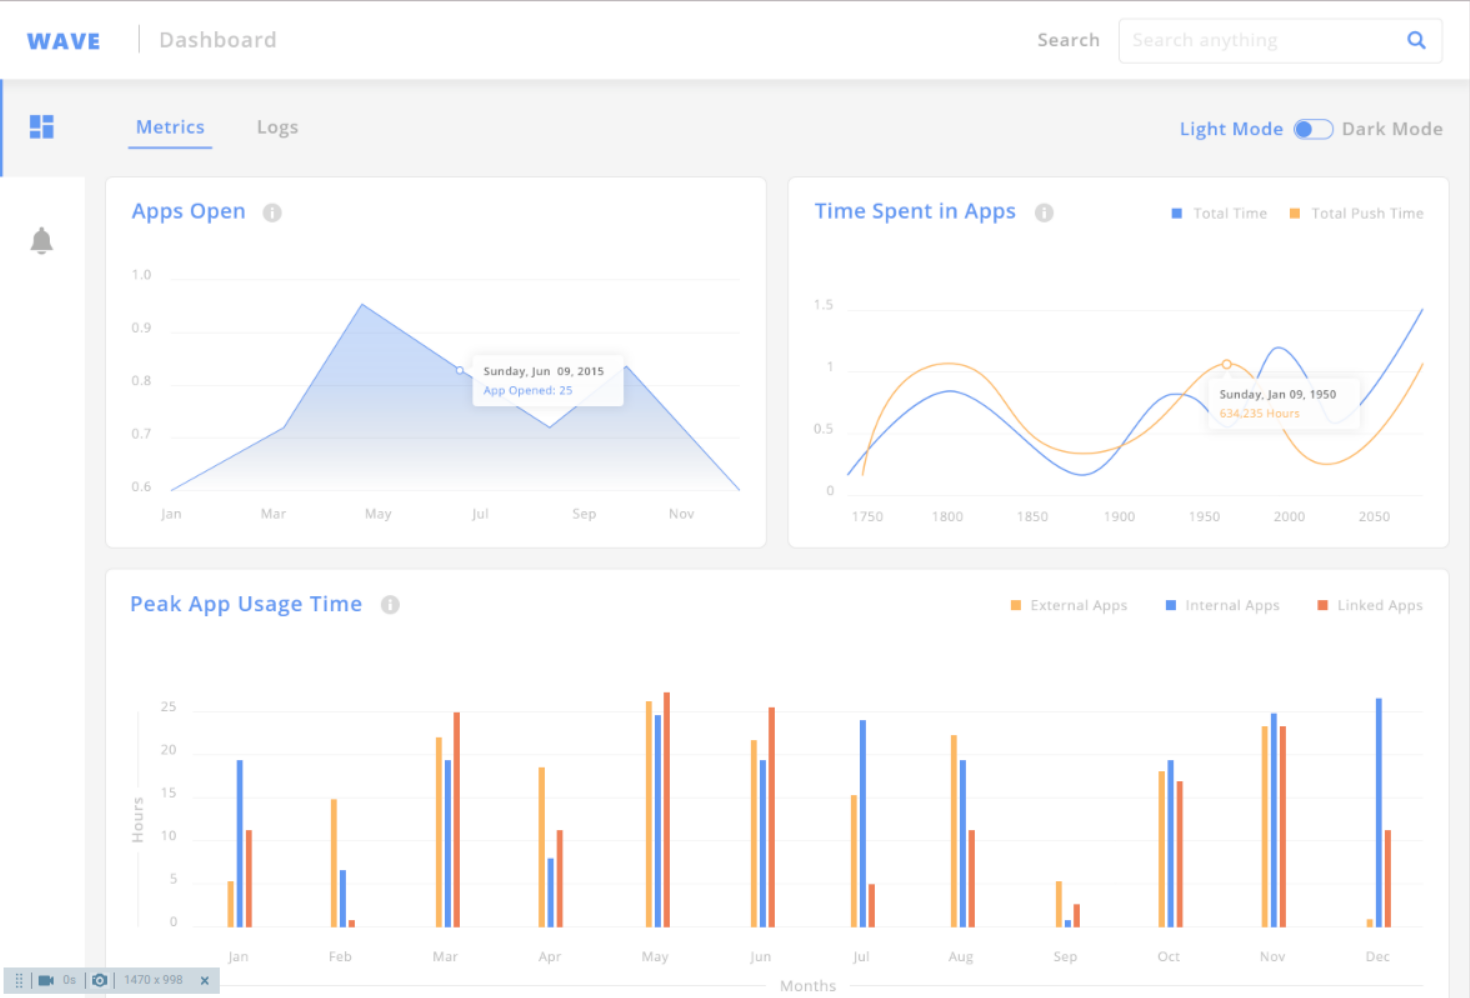 WAVE
Dashboard
Search
Search anything
Metrics
Logs
Light Mode
Dark Mode
Apps Open
1.0
0.9
0.8
0.7
0.6
Sunday, Jun 09, 2015
App Opened: 25
Jan Mar May Jul Sep Nov
Time Spent in Apps
Total Time
Total Push Time
1.5
1
0.5
0
Sunday, Jan 09, 1950
634,235 Hours
1750 1800 1850 1900 1950 2000 2050
Peak App Usage Time
External Apps
Internal Apps
Linked Apps
Hours
25
20
15
10
5
0
Jan Feb Mar Apr May Jun Jul Aug Sep Oct Nov Dec
Months
0s
1470 x 998